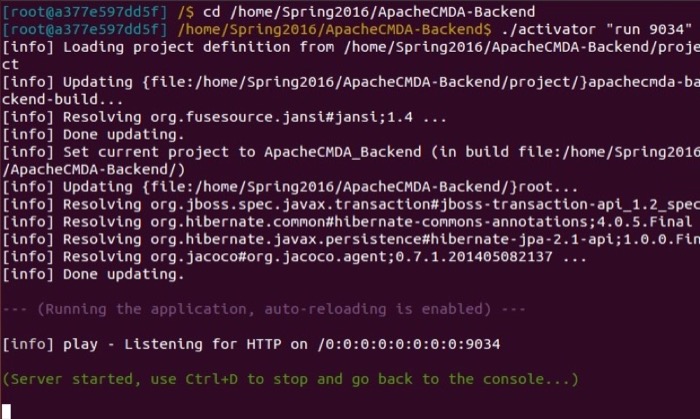 [root@a377e597dd5f] /$ cd /home/Spring2016/ApacheCMDA-Backend
[root@a377e597dd5f] /home/Spring2016/ApacheCMDA-Backend$ ./activator "run 9034"
[info] Loading project definition from /home/Spring2016/ApacheCMDA-Backend/proje
ct
[info] Updating {file:/home/Spring2016/ApacheCMDA-Backend/project/}apachecmda-ba
ckend-build...
[info] Resolving org.fusesource.jansi#jansi;1.4 ...
[info] Done updating.
[info] Set current project to ApacheCMDA_Backend (in build file:/home/Spring2016
/ApacheCMDA-Backend/)
[info] Updating {file:/home/Spring2016/ApacheCMDA-Backend/}root...
[info] Resolving org.jboss.spec.javax.transaction#jboss-transaction-api_1.2_spec
[info] Resolving org.hibernate.common#hibernate-commons-annotations;4.0.5.Final
[info] Resolving org.hibernate.javax.persistence#hibernate-jpa-2.1-api;1.0.0.Fin
[info] Resolving org.jacoco#org.jacoco.agent;0.7.1.201405082137 ...
[info] Done updating.
--- (Running the application, auto-reloading is enabled) ---
[info] play - Listening for HTTP on /0:0:0:0:0:0:0:0:9034
(Server started, use Ctrl+D to stop and go back to the console...)